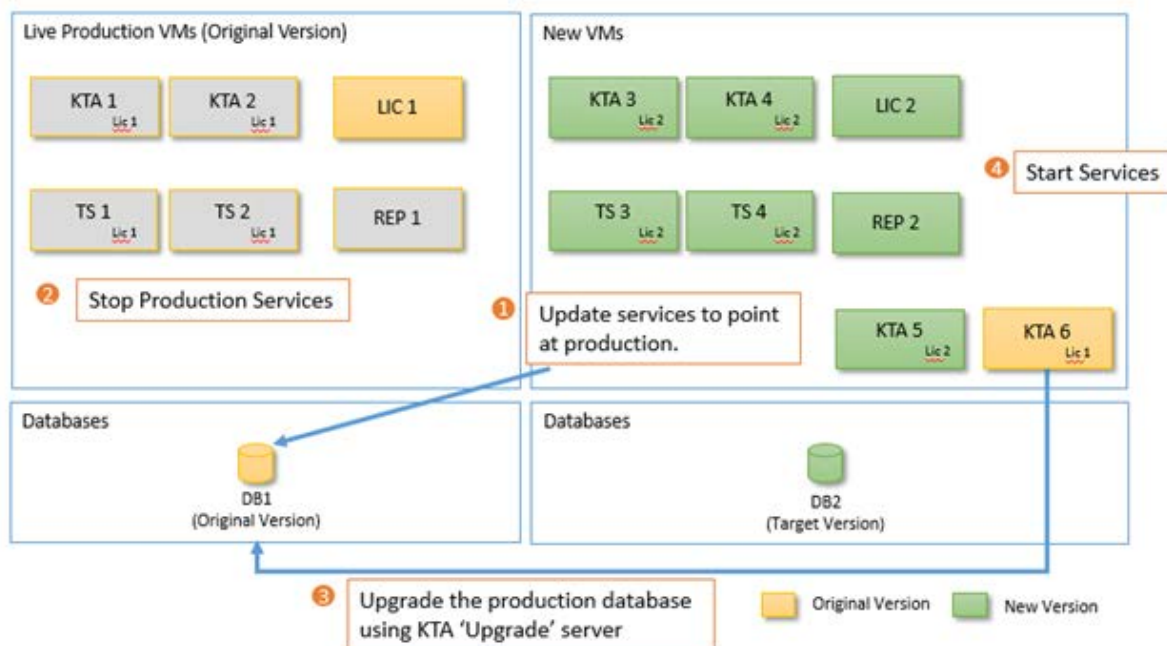 Live Production VMs (Original Version)
KTA 1
Lic 1
KTA 2
Lic 1
LIC 1
TS 1
Lic 1
TS 2
Lic 1
REP 1
2
Stop Production Services
New VMs
KTA 3
Lic 2
KTA 4
Lic 2
LIC 2
4
Start Services
TS 3
Lic 2
TS 4
Lic 2
REP 2
1
Update services to point
at production.
KTA 5
Lic 2
KTA 6
Lic 1
Databases
DB1
(Original Version)
Databases
DB2
(Target Version)
3
Upgrade the production database
using KTA ‘Upgrade’ server
Original Version
New Version